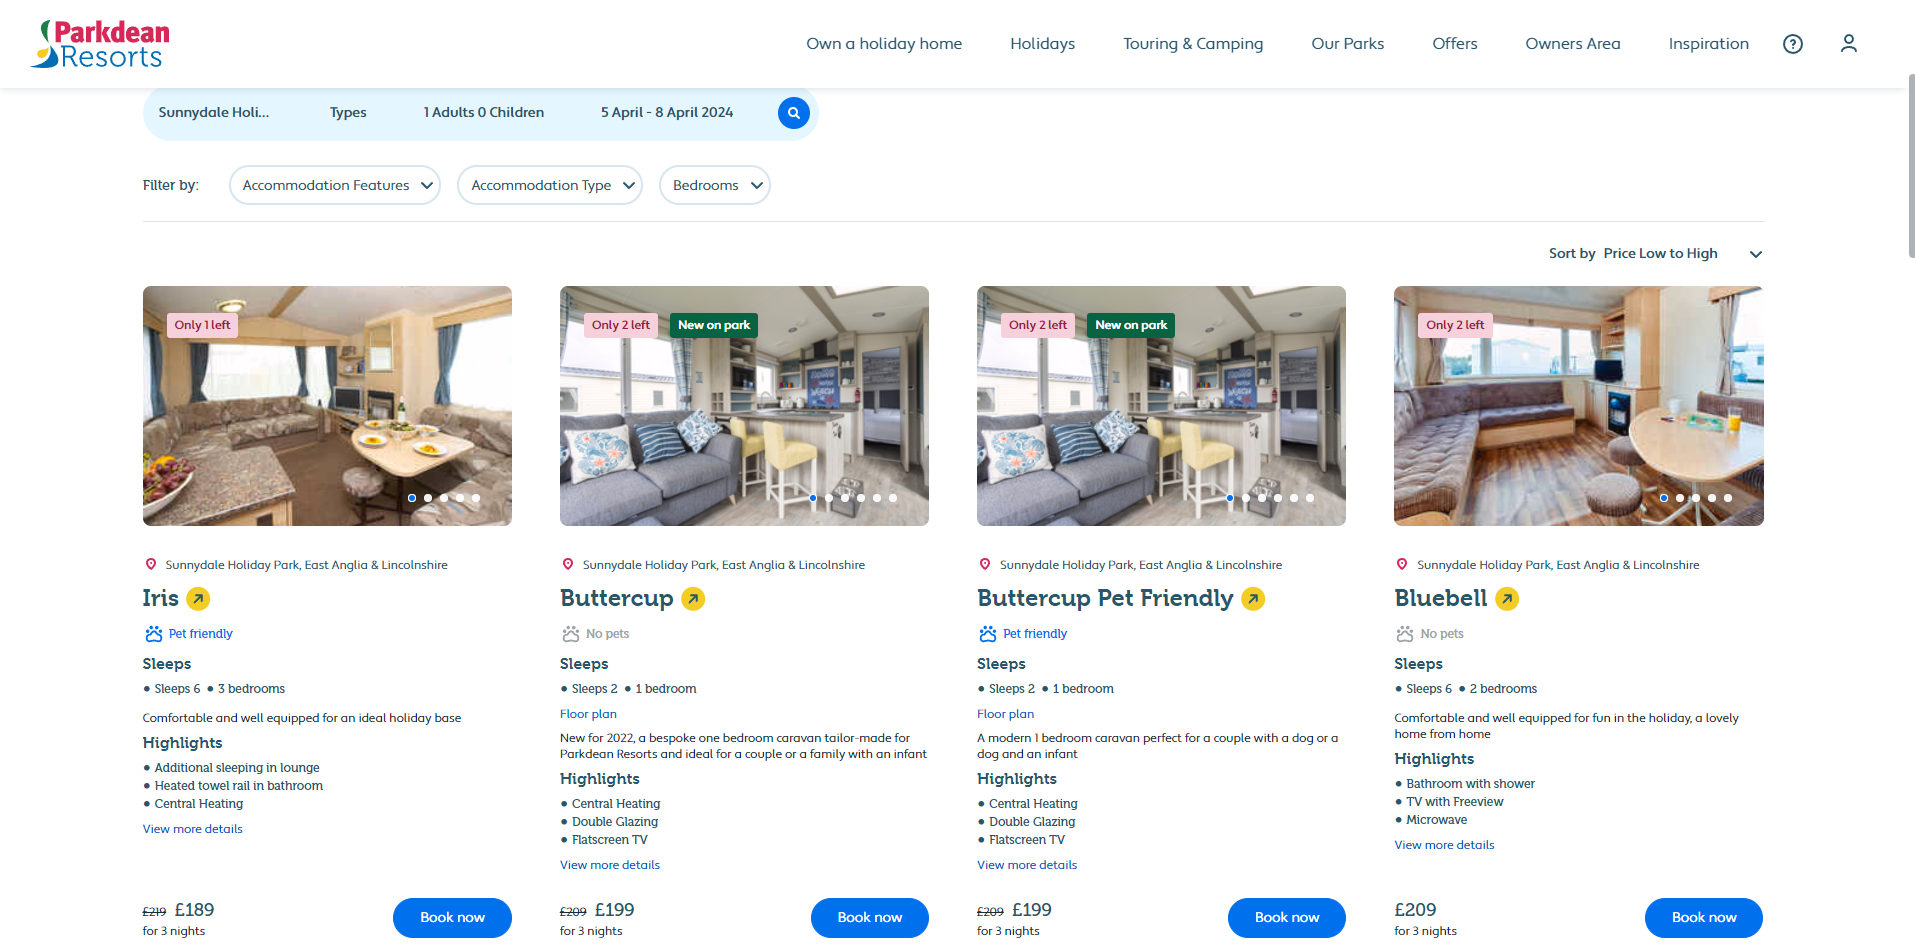 Parkdean
Resorts
Own a holiday home
Holidays
Touring & Camping
Our Parks
Offers
Owners Area
Inspiration
?
Sunnydale Holi...
Types
1 Adults 0 Children
5 April - 8 April 2024
Filter by:
Accommodation Features
Accommodation Type
Bedrooms
Sort by Price Low to High
Only 1 left
Only 2 left
New on park
Only 2 left
New on park
Only 2 left
Sunnydale Holiday Park, East Anglia & Lincolnshire
Iris
Pet friendly
Sleeps
• Sleeps 6 • 3 bedrooms
Comfortable and well equipped for an ideal holiday base
Highlights
• Additional sleeping in lounge
• Heated towel rail in bathroom
• Central Heating
View more details
£219 £189
for 3 nights
Book now
Sunnydale Holiday Park, East Anglia & Lincolnshire
Buttercup
No pets
Sleeps
• Sleeps 2 • 1 bedroom
Floor plan
New for 2022, a bespoke one bedroom caravan tailor-made for
Parkdean Resorts and ideal for a couple or a family with an infant
Highlights
• Central Heating
• Double Glazing
• Flatscreen TV
View more details
£209 £199
for 3 nights
Book now
Sunnydale Holiday Park, East Anglia & Lincolnshire
Buttercup Pet Friendly
Pet friendly
Sleeps
• Sleeps 2 • 1 bedroom
Floor plan
A modern 1 bedroom caravan perfect for a couple with a dog or a
dog and an infant
Highlights
• Central Heating
• Double Glazing
• Flatscreen TV
View more details
£209 £199
for 3 nights
Book now
Sunnydale Holiday Park, East Anglia & Lincolnshire
Bluebell
No pets
Sleeps
• Sleeps 6 • 2 bedrooms
Comfortable and well equipped for fun in the holiday, a lovely
home from home
Highlights
• Bathroom with shower
• TV with Freeview
• Microwave
View more details
£209
for 3 nights
Book now